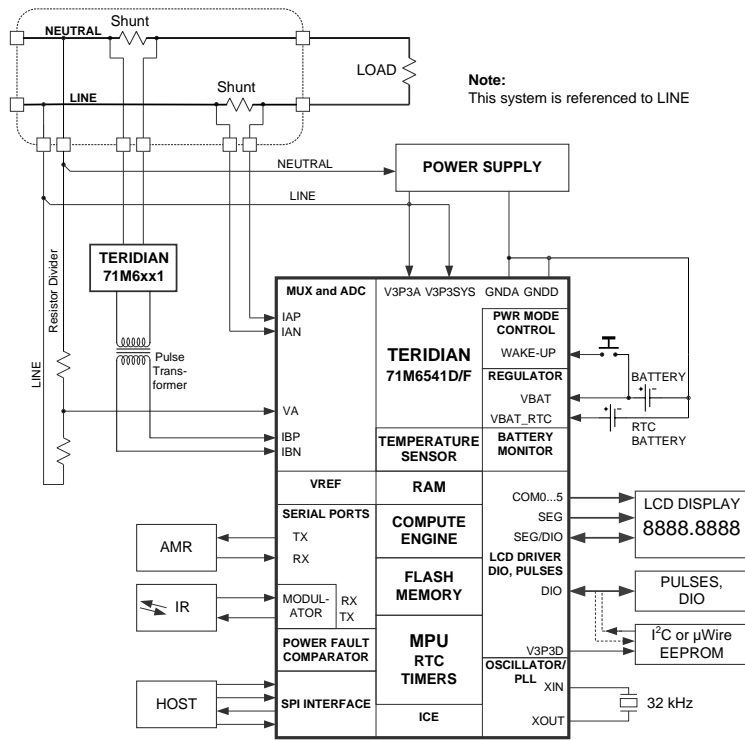 Shunt
NEUTRAL
Shunt
LINE
LOAD
Note:
This system is referenced to LINE
NEUTRAL
POWER SUPPLY
LINE
Resistor Divider
LINE
TERIDIAN
71M6xx1
Pulse
Trans-
former
MUX and ADC
V3P3A V3P3SYS
GNDA GNDD
IAP
IAN
VA
IBP
IBN
TERIDIAN
71M6541D/F
PWR MODE
CONTROL
WAKE-UP
REGULATOR
VBAT
VBAT_RTC
BATTERY
MONITOR
BATTERY
RTC
BATTERY
+ -
+ -
TEMPERATURE
SENSOR
VREF
RAM
SERIAL PORTS
TX
RX
AMR
COMPUTE
ENGINE
FLASH
MEMORY
COM0...5
SEG
SEG/DIO
LCD DRIVER
DIO, PULSES
DIO
LCD DISPLAY
8888.8888
PULSES,
DIO
I2C or µWire
EEPROM
IR
MODUL-
ATOR
RX
TX
POWER FAULT
COMPARATOR
MPU
RTC
TIMERS
V3P3D
OSCILLATOR/
PLL
XIN
XOUT
32 kHz
HOST
SPI INTERFACE
ICE